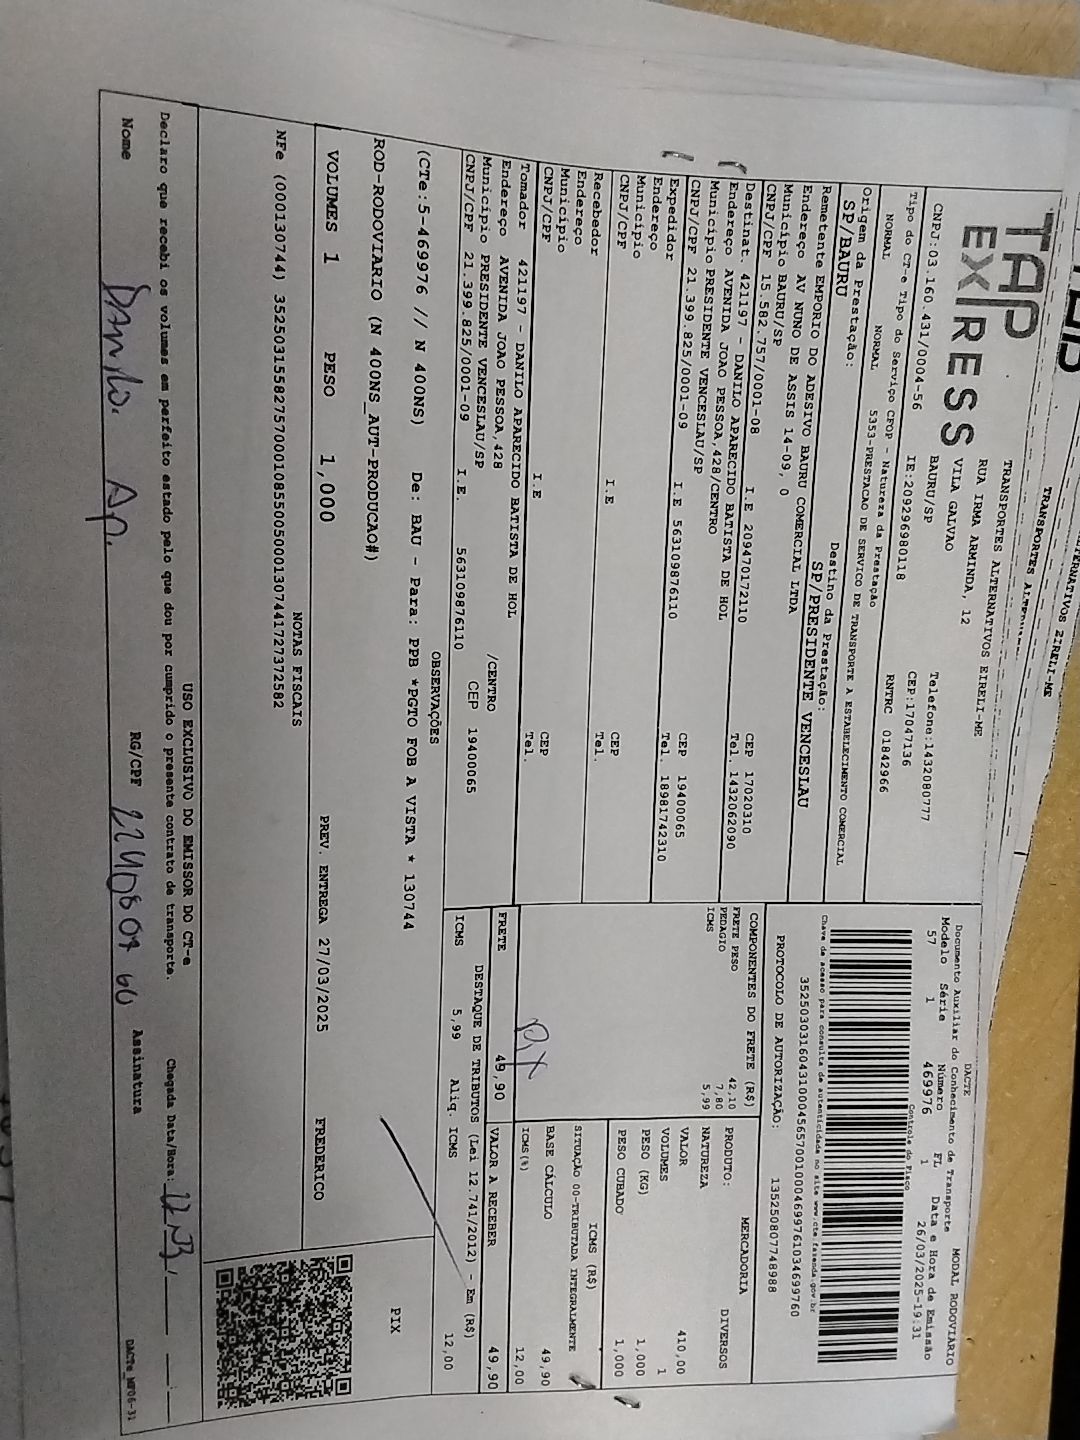 TRANSPORTES ALTERNATIVOS EIRELI-ME
TAP
EXPRESS
TRANSPORTES ALTERNATIVOS EIRELI-ME
RUA IRMA ARMINDA, 12
VILA GALVAO
BAURU/SP
Telefone:1432080777
CEP:17047136
CNPJ:03.160.431/0004-56
IE:209296980118
RNTRC 01842966
Tipo do CT-e Tipo do Serviço CFOP - Natureza da Prestação
NORMAL NORMAL 5353-PRESTACAO DE SERVICO DE TRANSPORTE A ESTABELECIMENTO COMERCIAL
Origem da Prestação:
SP/BAURU
Destino da Prestação:
SP/PRESIDENTE VENCESLAU
Remetente EMPORIO DO ADESIVO BAURU COMERCIAL LTDA
Endereço AV NUNO DE ASSIS 14-09, 0
Município BAURU/SP CEP 17020310
CNPJ/CPF 15.582.757/0001-08 I.E 209470172110 Tel. 1432062090
Destinat. 421197 - DANILO APARECIDO BATISTA DE HOL
Endereço AVENIDA JOAO PESSOA,428/CENTRO
Município PRESIDENTE VENCESLAU/SP CEP 19400065
CNPJ/CPF 21.399.825/0001-09 I.E 563109876110 Tel. 18981742310
Expedidor
Endereço
Município CEP
CNPJ/CPF I.E Tel.
Recebedor
Endereço
Município CEP
CNPJ/CPF I.E Tel.
Tomador 421197 - DANILO APARECIDO BATISTA DE HOL
Endereço AVENIDA JOAO PESSOA,428 /CENTRO
Município PRESIDENTE VENCESLAU/SP CEP 19400065
CNPJ/CPF 21.399.825/0001-09 I.E. 563109876110
DACTE
Documento Auxiliar do Conhecimento de Transporte
MODAL RODOVIÁRIO
Modelo Série Número FL Data e Hora de Emissão
57 1 469976 1 26/03/2025-19:31
Controle do Fisco
Chave de acesso para consulta de autenticidade no site www.cte.fazenda.gov.br
35250303160431000456570010004699761034699760
PROTOCOLO DE AUTORIZAÇÃO: 135250807748988
COMPONENTES DO FRETE (R$)
FRETE PESO 42,10
PEDAGIO 7,80
ICMS 5,99
PIX
FRETE 49,90
MERCADORIA
PRODUTO:
NATUREZA DIVERSOS
VALOR 410,00
VOLUMES 1
PESO (KG) 1,000
PESO CUBADO 1,000
ICMS (R$)
SITUAÇÃO 00-TRIBUTADA INTEGRALMENTE
BASE CÁLCULO 49,90
ICMS(%) 12,00
VALOR A RECEBER 49,90
DESTAQUE DE TRIBUTOS (Lei 12.741/2012) - Em (R$)
ICMS 5,99 Aliq. ICMS 12,00
OBSERVAÇÕES
(CTe:5-469976 // N 400NS) De: BAU - Para: PPB *PGTO FOB A VISTA * 130744
ROD-RODOVIARIO (N 400NS_AUT-PRODUCAO#)
PIX
VOLUMES 1 PESO 1,000 PREV. ENTREGA 27/03/2025 FREDERICO
NOTAS FISCAIS
NFe (000130744) 35250315582757000108550050001307441727372582
USO EXCLUSIVO DO EMISSOR DO CT-e
Declaro que recebi os volumes em perfeito estado pelo que dou por cumprido o presente contrato de transporte. Chegada Data/Hora:
Nome Danilo. Ap. RG/CPF Assinatura
DACTe_MF06-31